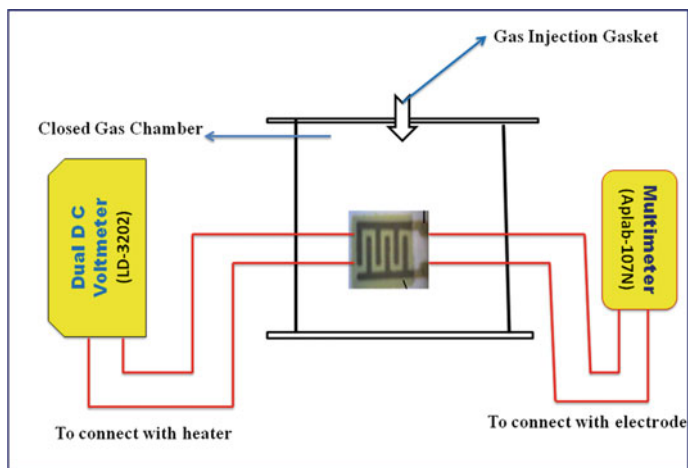 Gas Injection Gasket
Closed Gas Chamber
Dual D C
Voltmeter
(LD-3202)
Multimeter
(Aplab-107N)
To connect with heater
To connect with electrode